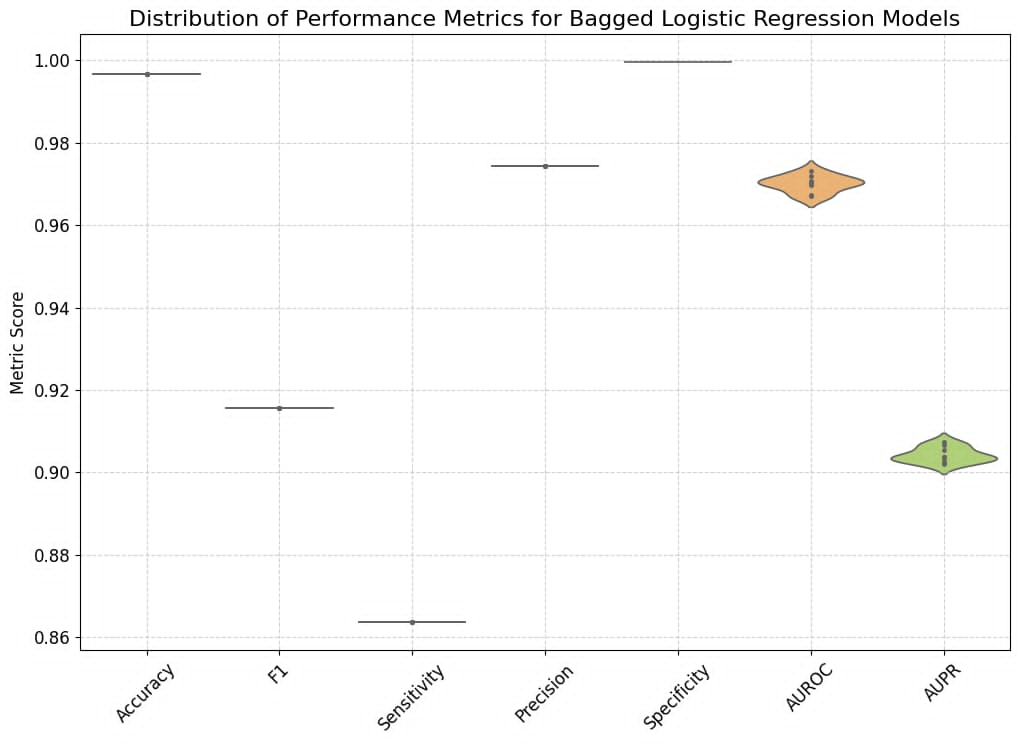 Distribution of Performance Metrics for Bagged Logistic Regression Models
1.00
0.98
0.96
0.94
0.92
0.90
0.88
0.86
Metric Score
Accuracy
F1
Sensitivity
Precision
Specificity
AUROC
AUPR